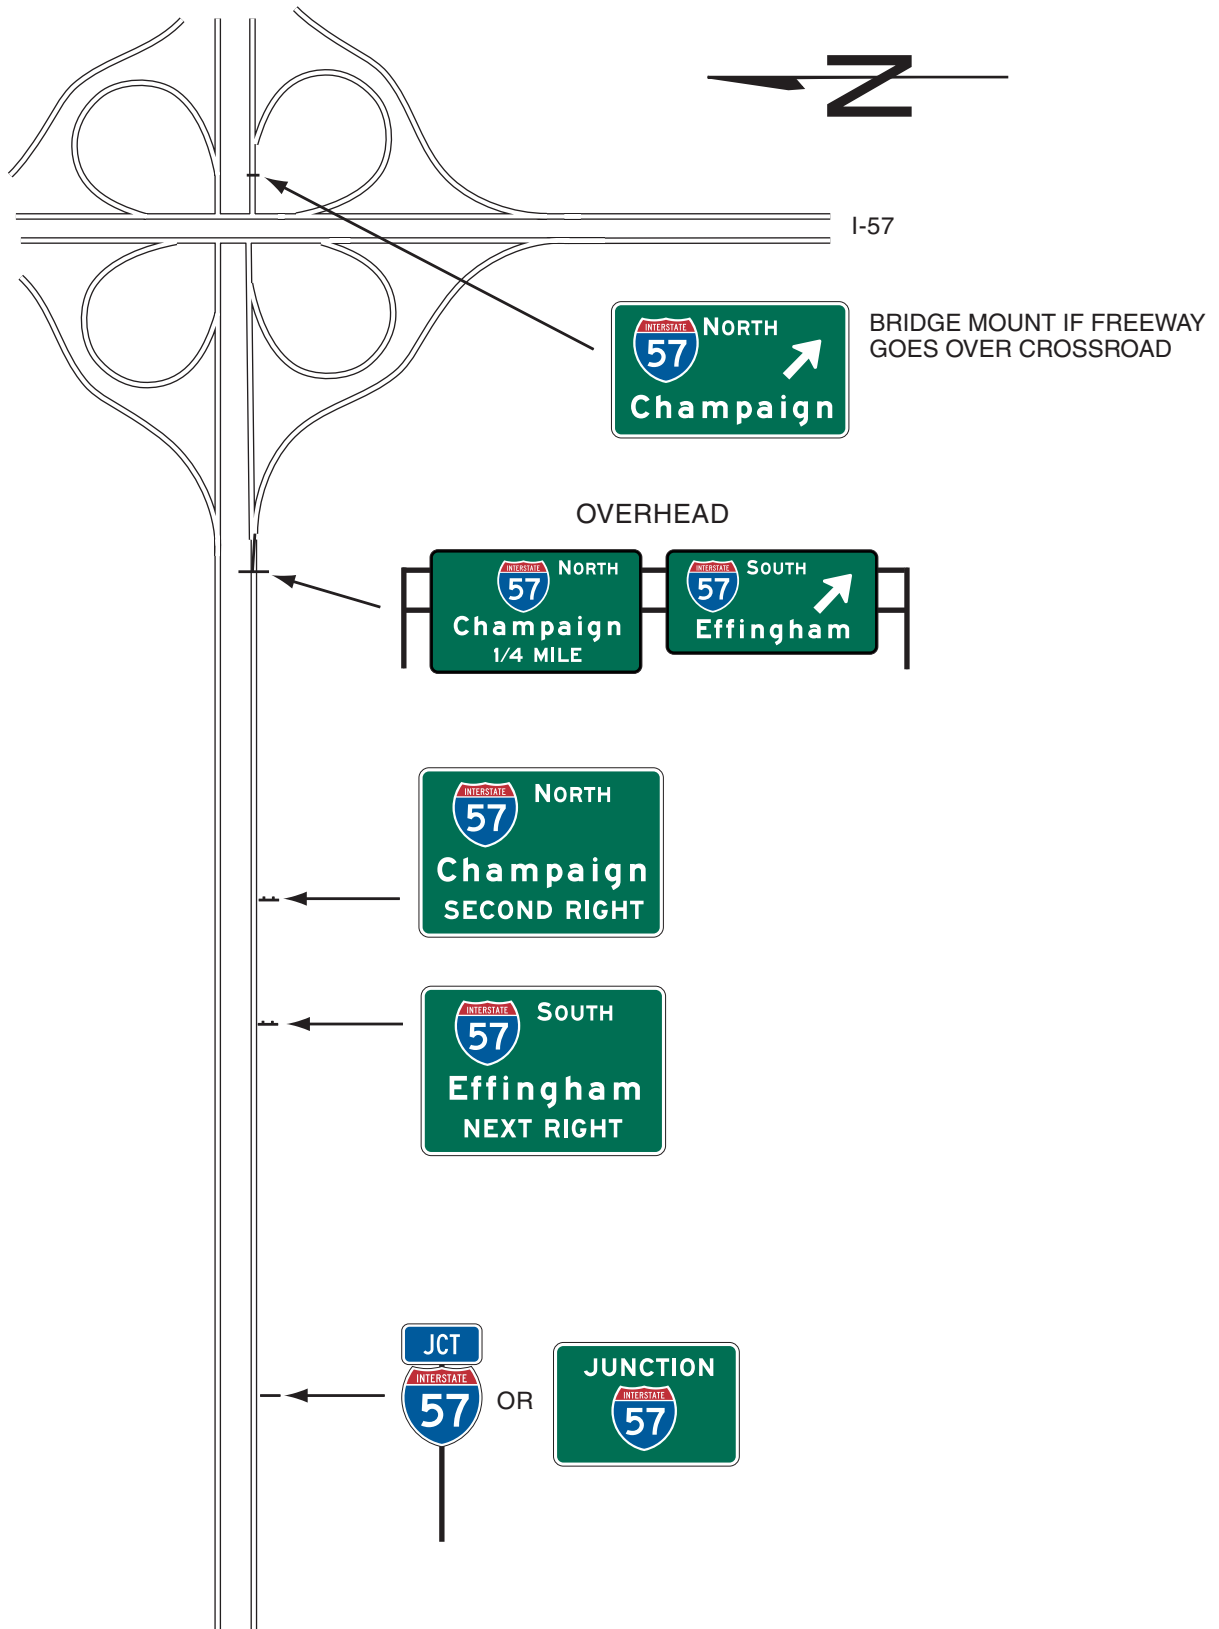 N
I-57
INTERSTATE
57
NORTH
Champaign
BRIDGE MOUNT IF FREEWAY
GOES OVER CROSSROAD
OVERHEAD
INTERSTATE
57
NORTH
Champaign
1/4 MILE
INTERSTATE
57
SOUTH
Effingham
INTERSTATE
57
NORTH
Champaign
SECOND RIGHT
INTERSTATE
57
SOUTH
Effingham
NEXT RIGHT
JCT
INTERSTATE
57
OR
JUNCTION
INTERSTATE
57